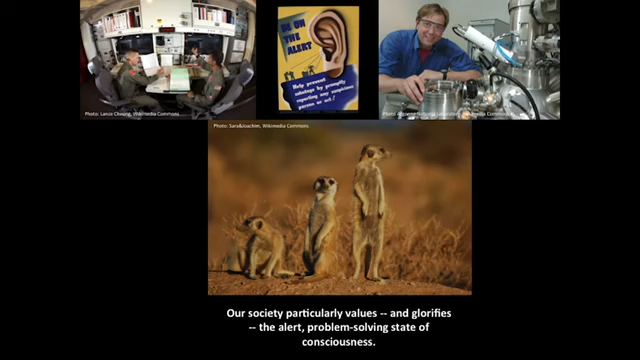 BE ON
THE
ALERT
Help prevent
sabotage by promptly
reporting any suspicious
person or act!
Photo: Lance Cheung, Wikimedia Commons
Photo: Sara&Joachim, Wikimedia Commons
Our society particularly values -- and glorifies
-- the alert, problem-solving state of
consciousness.